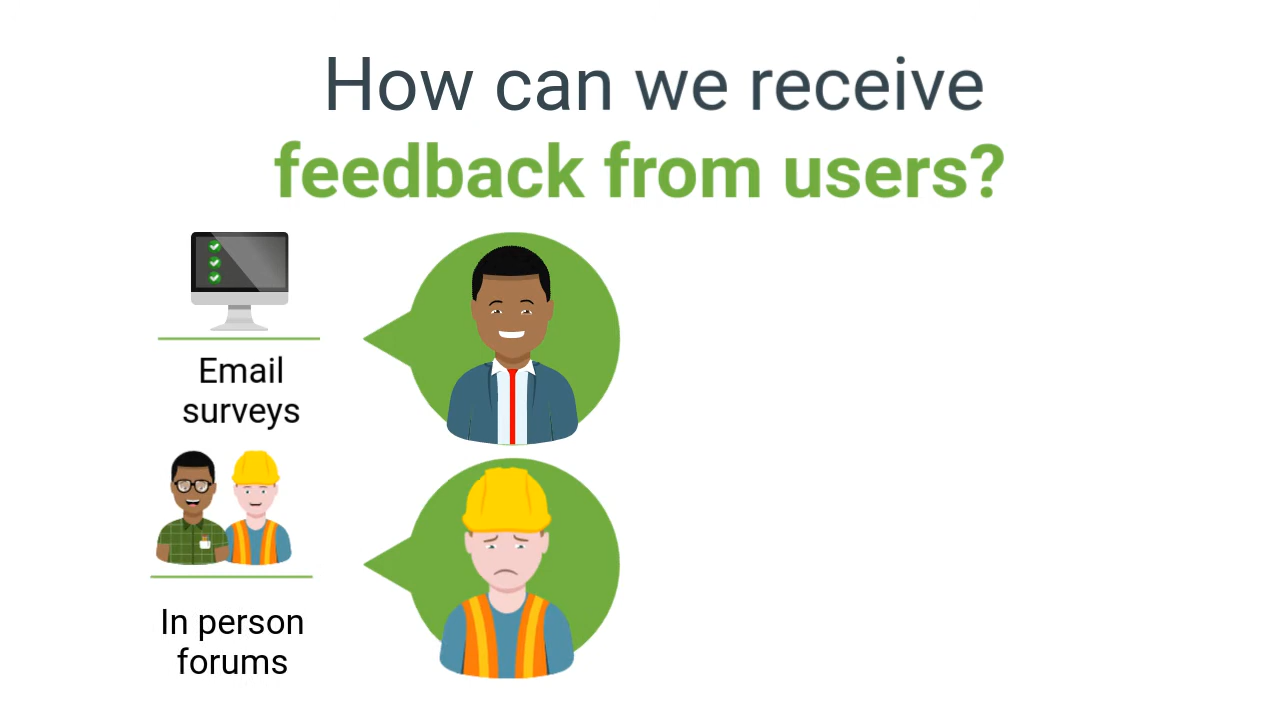 How can we receive
feedback from users?
Email
surveys
In person
forums